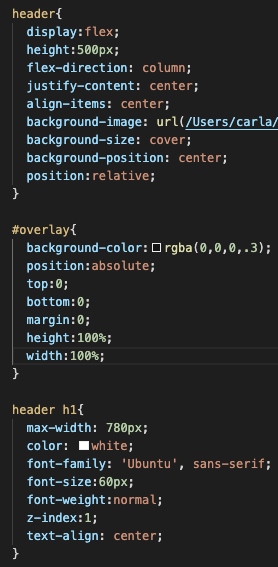 header{
display:flex;
height:500px;
flex-direction: column;
justify-content: center;
align-items: center;
background-image: url(/Users/carla/
background-size: cover;
background-position: center;
position:relative;
}
#overlay{
background-color:rgba(0,0,0,.3);
position:absolute;
top:0;
bottom:0;
margin:0;
height:100%;
width:100%;
}
header h1{
max-width: 780px;
color: white;
font-family: 'Ubuntu', sans-serif;
font-size:60px;
font-weight:normal;
z-index:1;
text-align: center;
}